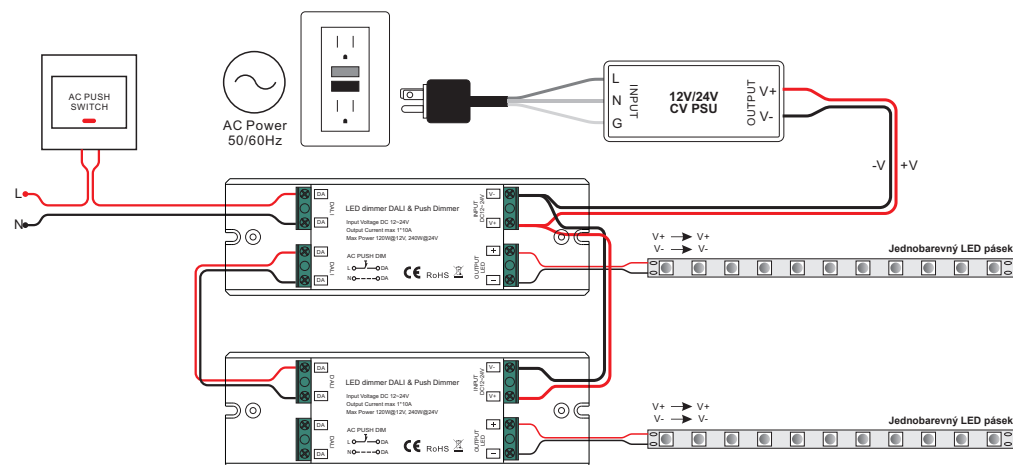 AC PUSH
SWITCH
AC Power
50/60Hz
L
N
G
INPUT
12V/24V
CV PSU
OUTPUT
V+
V-
-V
+V
L
N
DA
DA
DALI
DA
DA
DALI
LED dimmer DALI & Push Dimmer
Input Voltage DC 12~24V
Output Current max 1*10A
Max Power 120W@12V, 240W@24V
AC PUSH DIM
L DA
N DA
CE RoHS
INPUT
DC12~24V
V-
V+
OUTPUT
LED
+
−
V+ V+
V- V-
Jednobarevný LED pásek
DA
DA
DALI
DA
DA
DALI
LED dimmer DALI & Push Dimmer
Input Voltage DC 12~24V
Output Current max 1*10A
Max Power 120W@12V, 240W@24V
AC PUSH DIM
L DA
N DA
CE RoHS
INPUT
DC12~24V
V-
V+
OUTPUT
LED
+
−
V+ V+
V- V-
Jednobarevný LED pásek